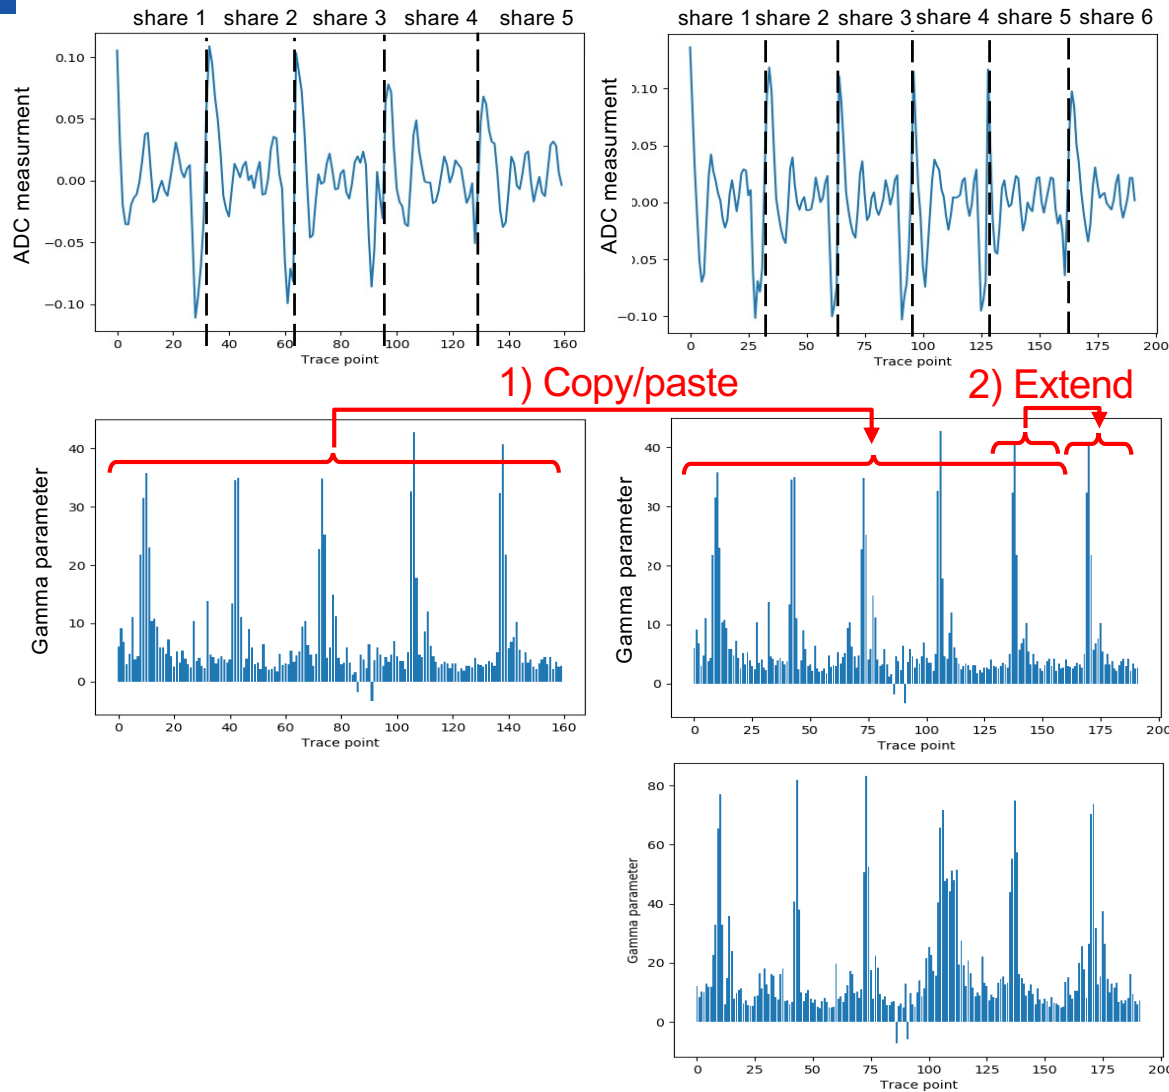 share 1 share 2 share 3 share 4 share 5
0.10
0.05
0.00
−0.05
−0.10
ADC measurment
0 20 40 60 80 100 120 140 160
Trace point
share 1 share 2 share 3 share 4 share 5 share 6
).10
).05
).00
).05
−0.10
ADC measurment
0 25 50 75 100 125 150 175 200
Trace point
1) Copy/paste
2) Extend
40
30
20
10
0
Gamma parameter
0 20 40 60 80 100 120 140 160
Trace point
40
30
20
10
0
Gamma parameter
0 25 50 75 100 125 150 175 200
Trace point
80
60
40
20
0
Gamma parameter
0 25 50 75 100 125 150 175 200
Trace point